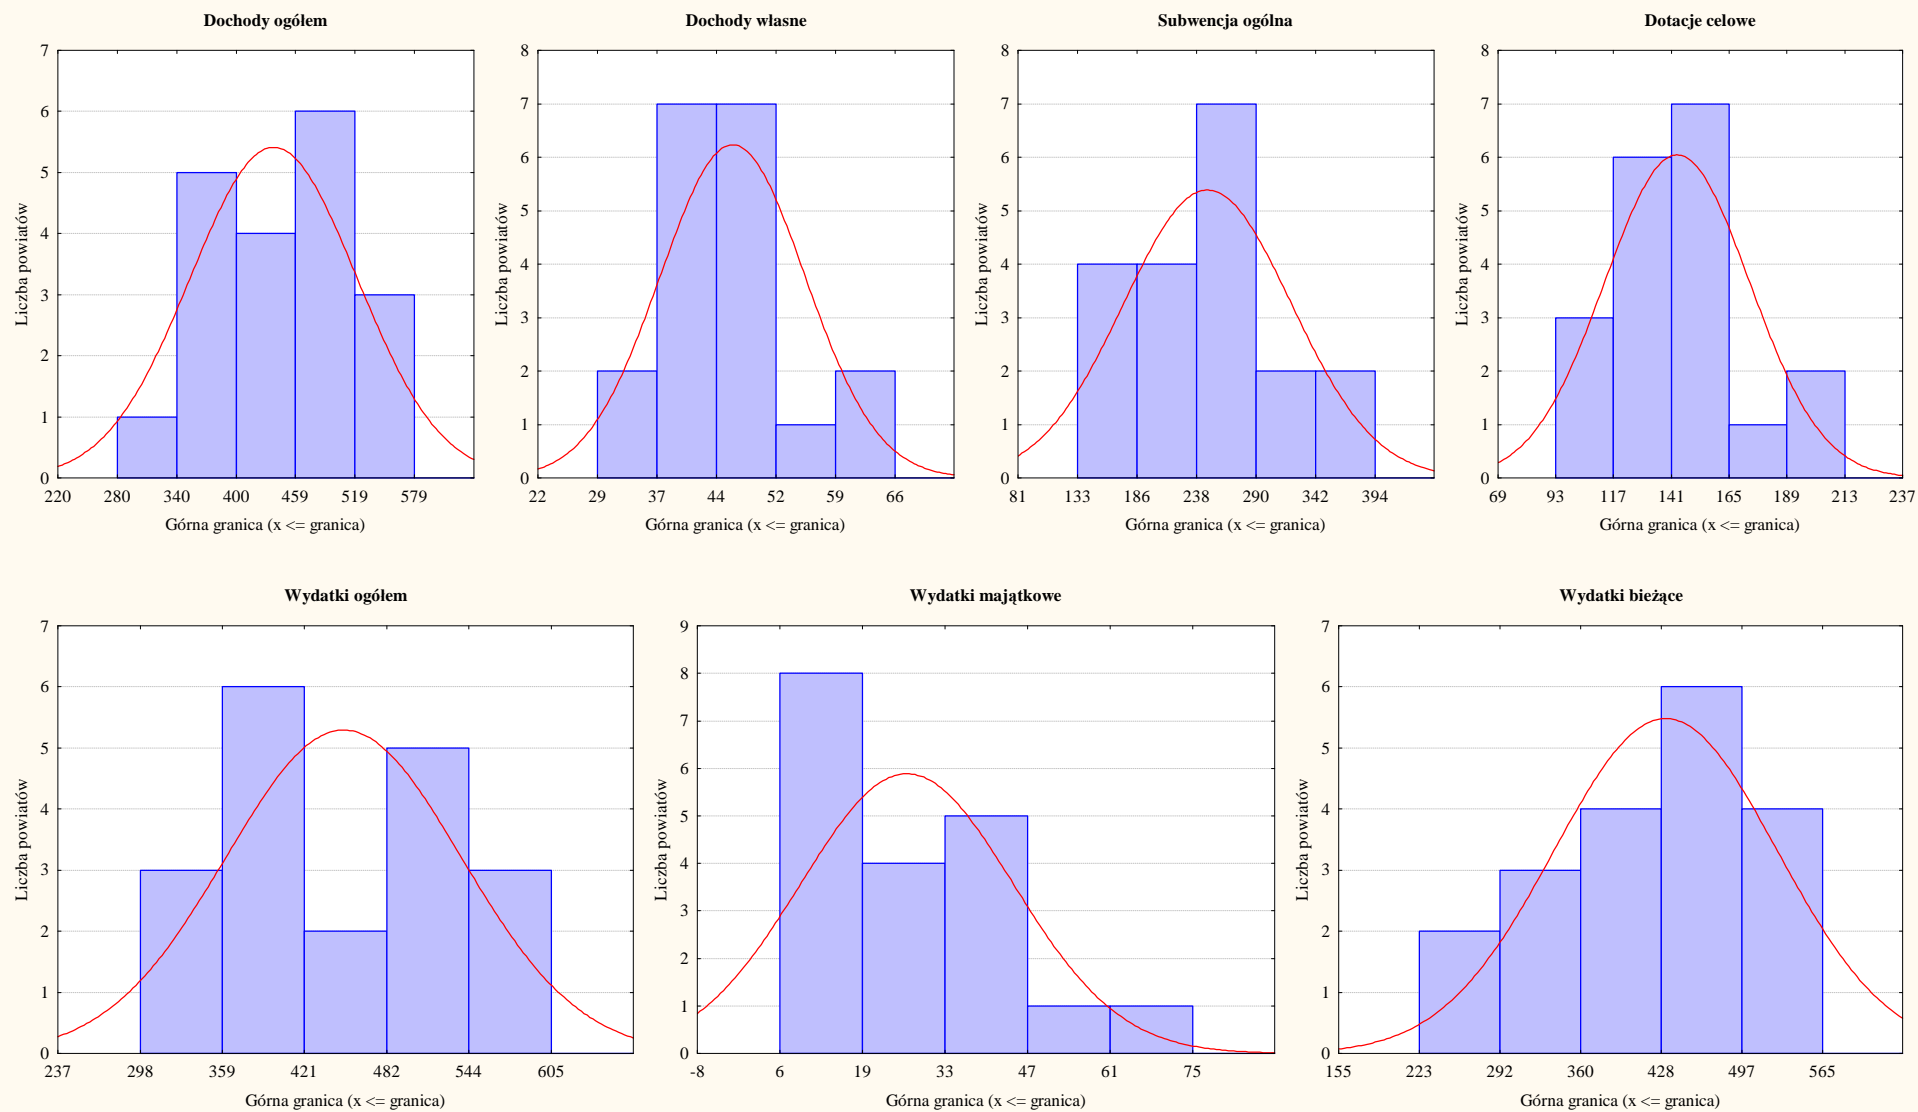 Dochody ogółem
7
6
5
4
3
2
1
0
Liczba powiatów
220 280 340 400 459 519 579
Górna granica (x <= granica)
Dochody własne
8
7
6
5
4
3
2
1
0
Liczba powiatów
22 29 37 44 52 59 66
Górna granica (x <= granica)
Subwencja ogólna
8
7
6
5
4
3
2
1
0
Liczba powiatów
81 133 186 238 290 342 394
Górna granica (x <= granica)
Dotacje celowe
8
7
6
5
4
3
2
1
0
Liczba powiatów
69 93 117 141 165 189 213 237
Górna granica (x <= granica)
Wydatki ogółem
7
6
5
4
3
2
1
0
Liczba powiatów
237 298 359 421 482 544 605
Górna granica (x <= granica)
Wydatki majątkowe
9
8
7
6
5
4
3
2
1
0
Liczba powiatów
-8 6 19 33 47 61 75
Górna granica (x <= granica)
Wydatki bieżące
7
6
5
4
3
2
1
0
Liczba powiatów
155 223 292 360 428 497 565
Górna granica (x <= granica)